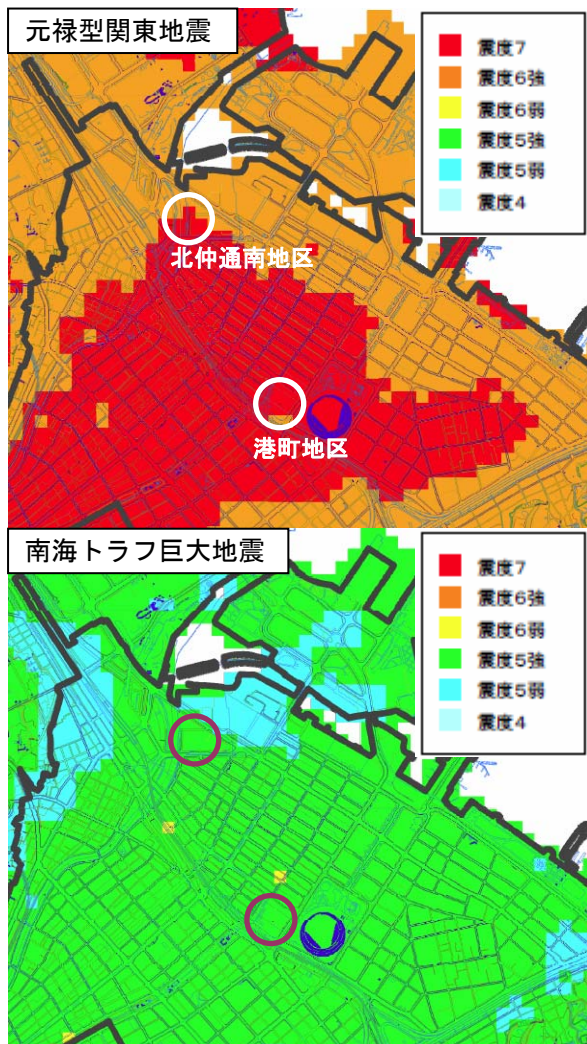 元禄型関東地震
震度7
震度6強
震度6弱
震度5強
震度5弱
震度4
北仲通南地区
港町地区
南海トラフ巨大地震
震度7
震度6強
震度6弱
震度5強
震度5弱
震度4